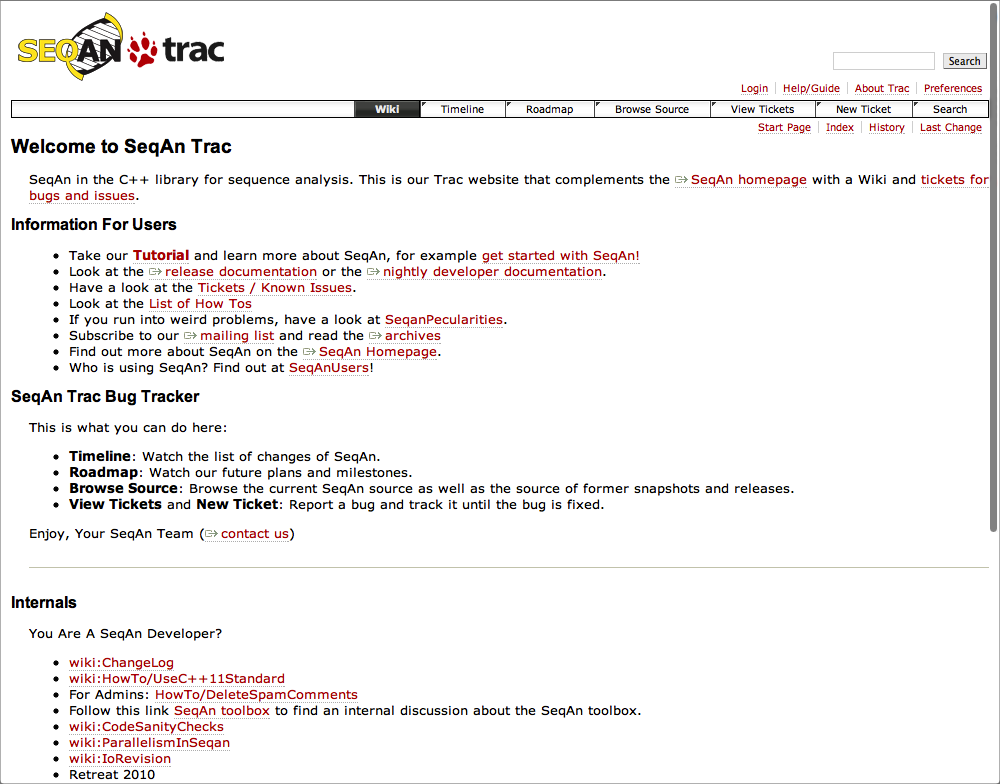 SEQAN trac
Search
Login Help/Guide About Trac Preferences
Wiki Timeline Roadmap Browse Source View Tickets New Ticket Search
Start Page Index History Last Change
Welcome to SeqAn Trac
SeqAn in the C++ library for sequence analysis. This is our Trac website that complements the SeqAn homepage with a Wiki and tickets for
bugs and issues.
Information For Users
Take our Tutorial and learn more about SeqAn, for example get started with SeqAn!
Look at the release documentation or the nightly developer documentation.
Have a look at the Tickets / Known Issues.
Look at the List of How Tos
If you run into weird problems, have a look at SeqanPecularities.
Subscribe to our mailing list and read the archives
Find out more about SeqAn on the SeqAn Homepage.
Who is using SeqAn? Find out at SeqAnUsers!
SeqAn Trac Bug Tracker
This is what you can do here:
Timeline: Watch the list of changes of SeqAn.
Roadmap: Watch our future plans and milestones.
Browse Source: Browse the current SeqAn source as well as the source of former snapshots and releases.
View Tickets and New Ticket: Report a bug and track it until the bug is fixed.
Enjoy, Your SeqAn Team (contact us)
Internals
You Are A SeqAn Developer?
wiki:ChangeLog
wiki:HowTo/UseC++11Standard
For Admins: HowTo/DeleteSpamComments
Follow this link SeqAn toolbox to find an internal discussion about the SeqAn toolbox.
wiki:CodeSanityChecks
wiki:ParallelismInSeqan
wiki:IoRevision
Retreat 2010